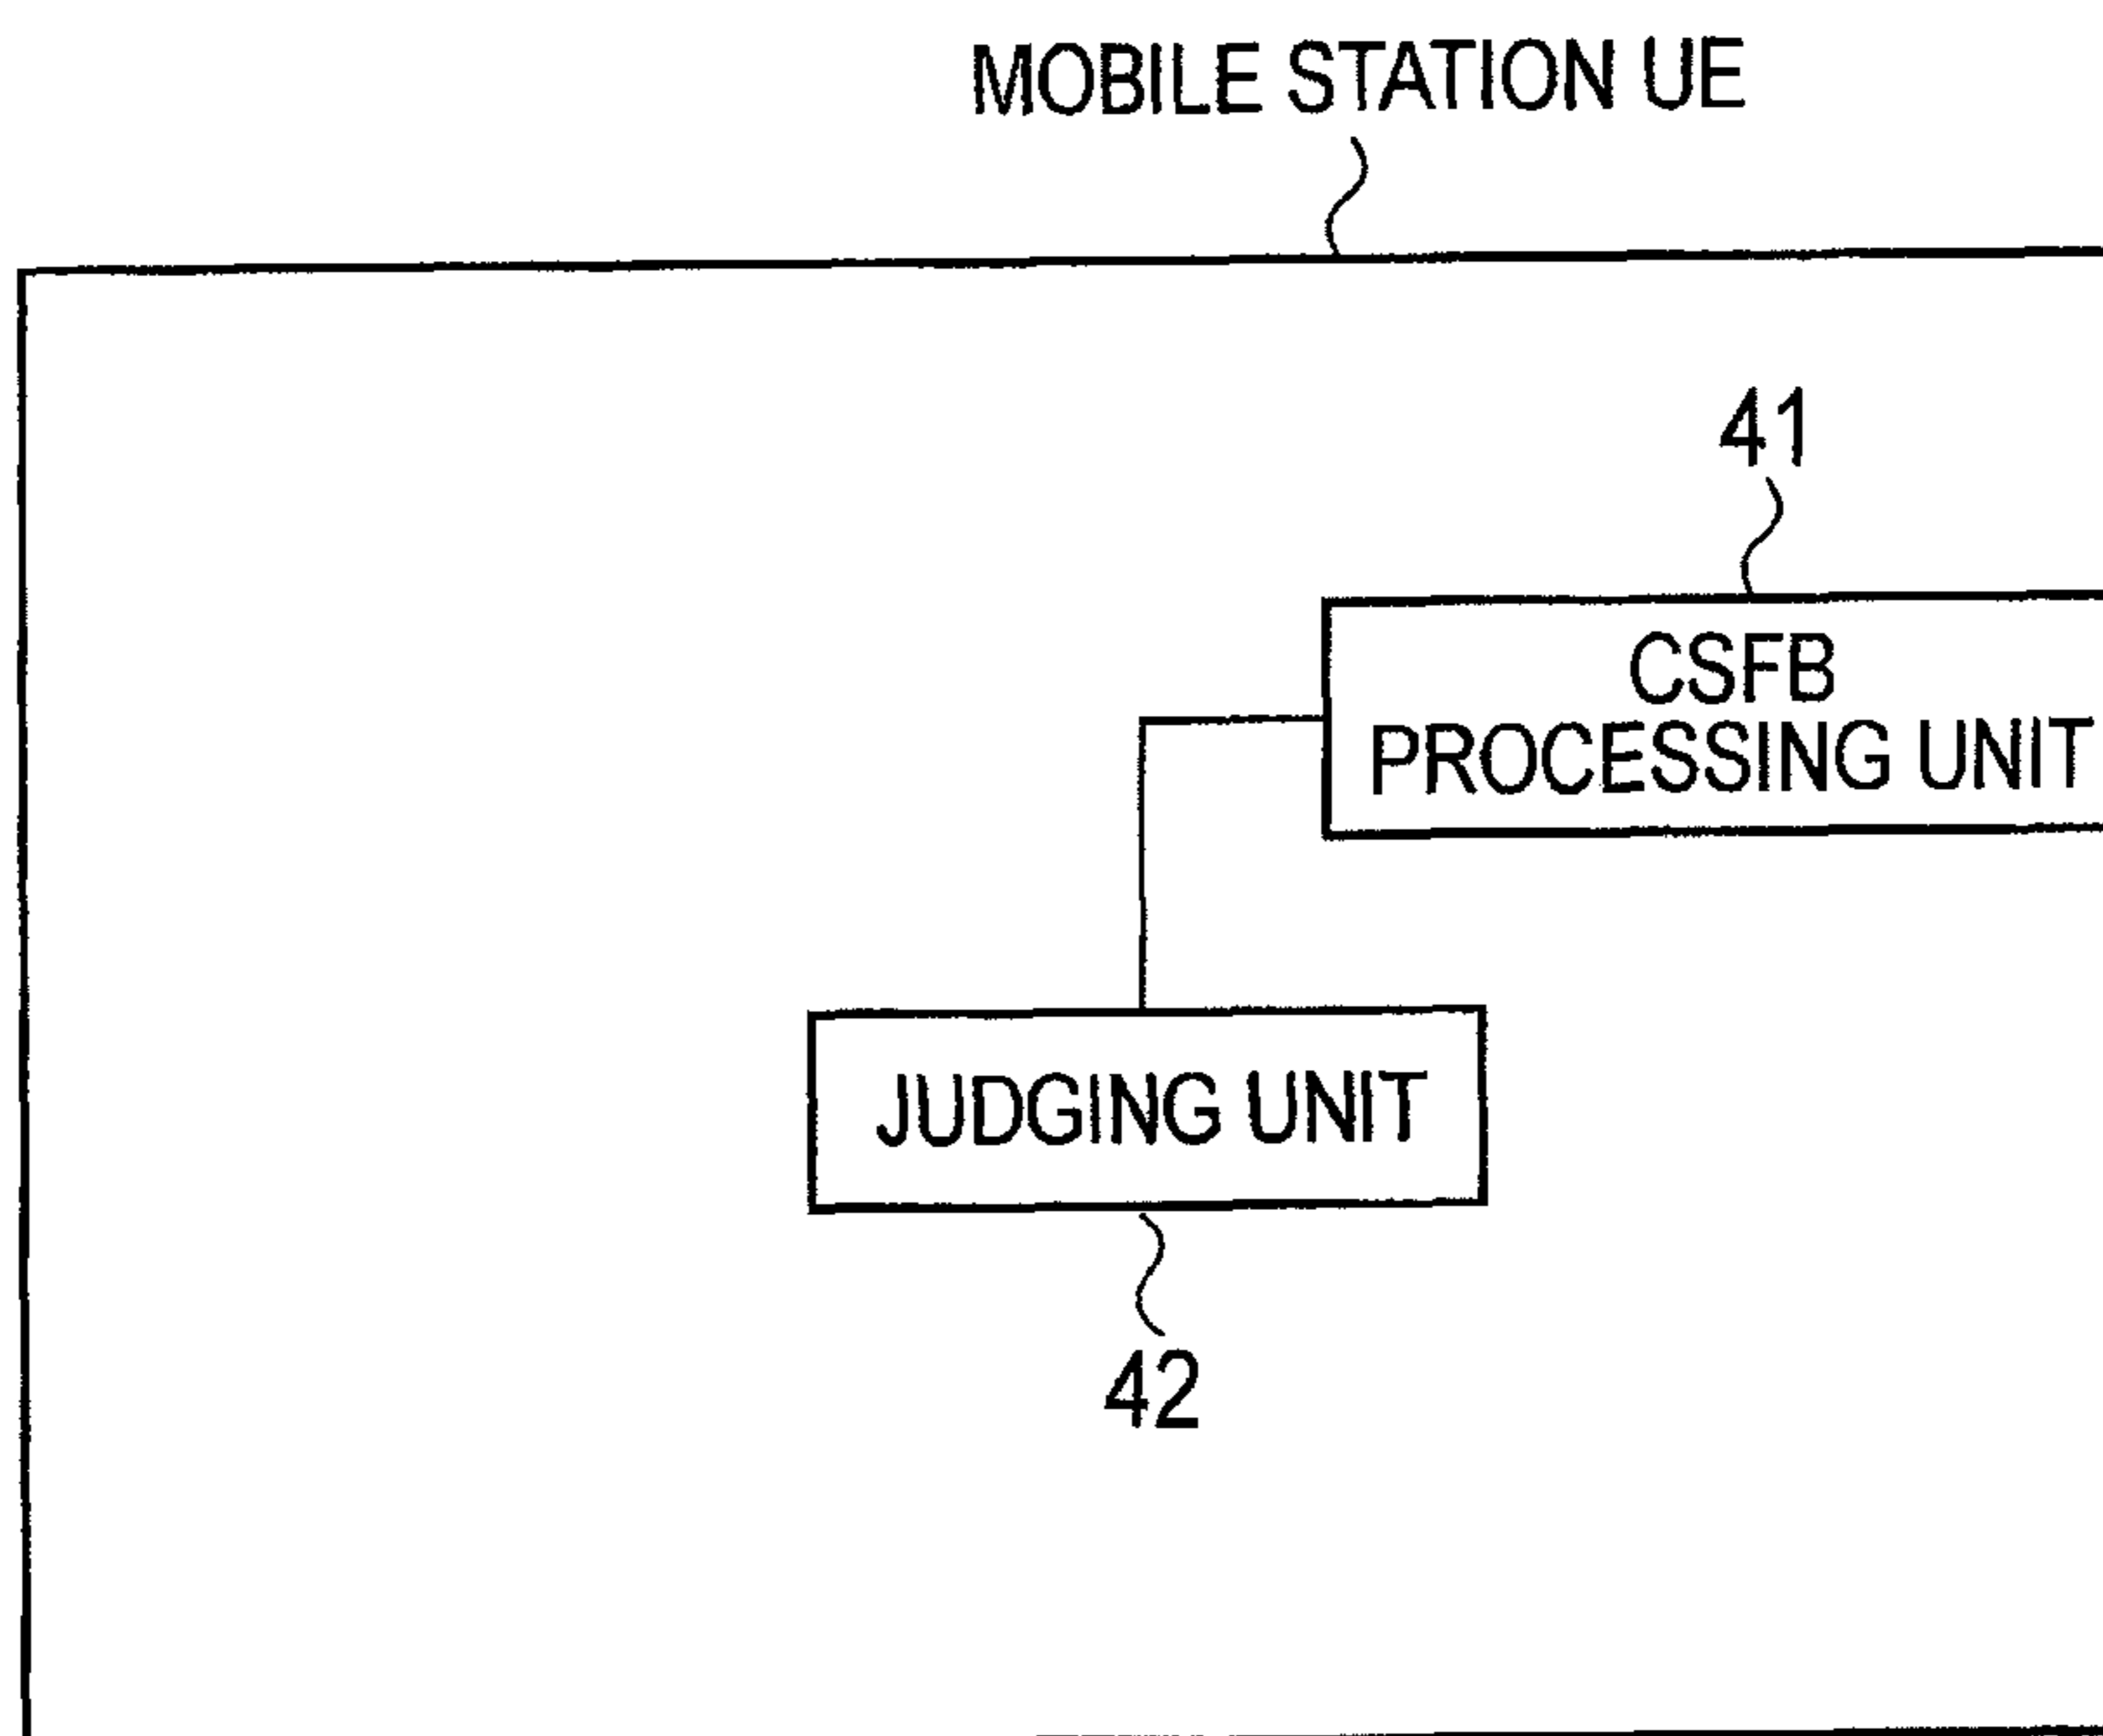 MOBILE STATION UE
41
CSFB
PROCESSING UNIT
JUDGING UNIT
42